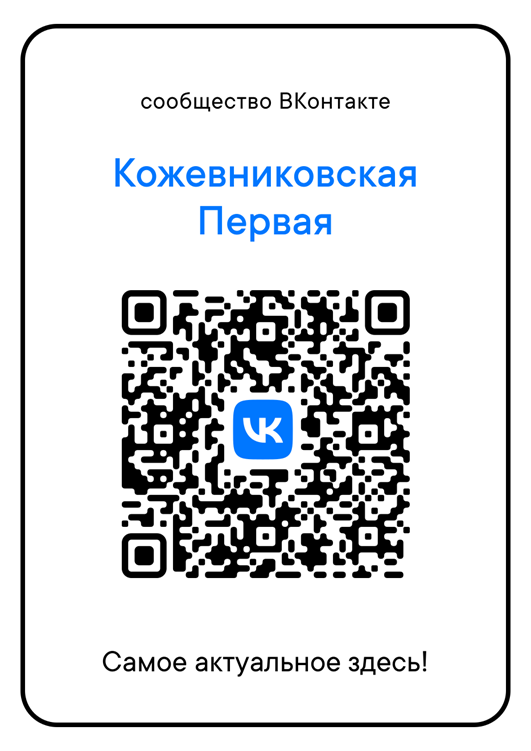 сообщество ВКонтакте
Кожевниковская
Первая
Самое актуальное здесь!